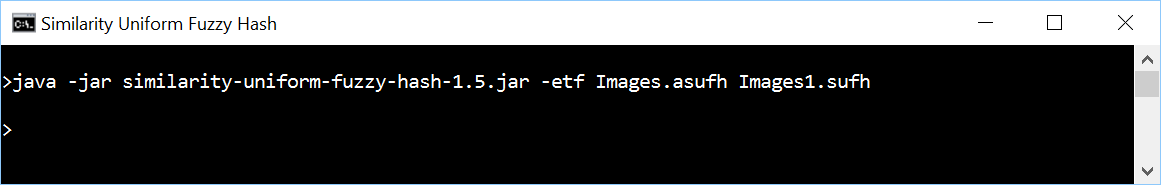 Similarity Uniform Fuzzy Hash
>java -jar similarity-uniform-fuzzy-hash-1.5.jar -etf Images.asufh Images1.sufh
>